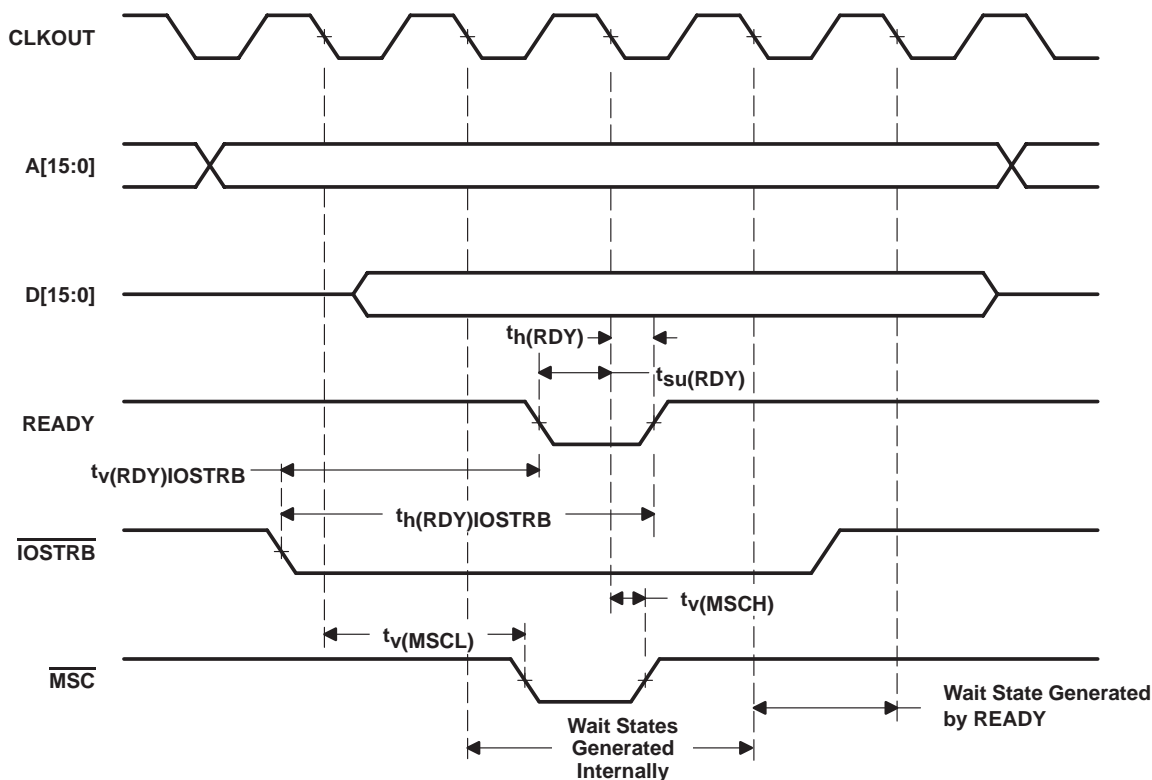 CLKOUT
A[15:0]
D[15:0]
th(RDY)
tsu(RDY)
READY
tv(RDY)IOSTRB
th(RDY)IOSTRB
IOSTRB
tv(MSCH)
tv(MSCL)
MSC
Wait State Generated
by READY
Wait States
Generated
Internally